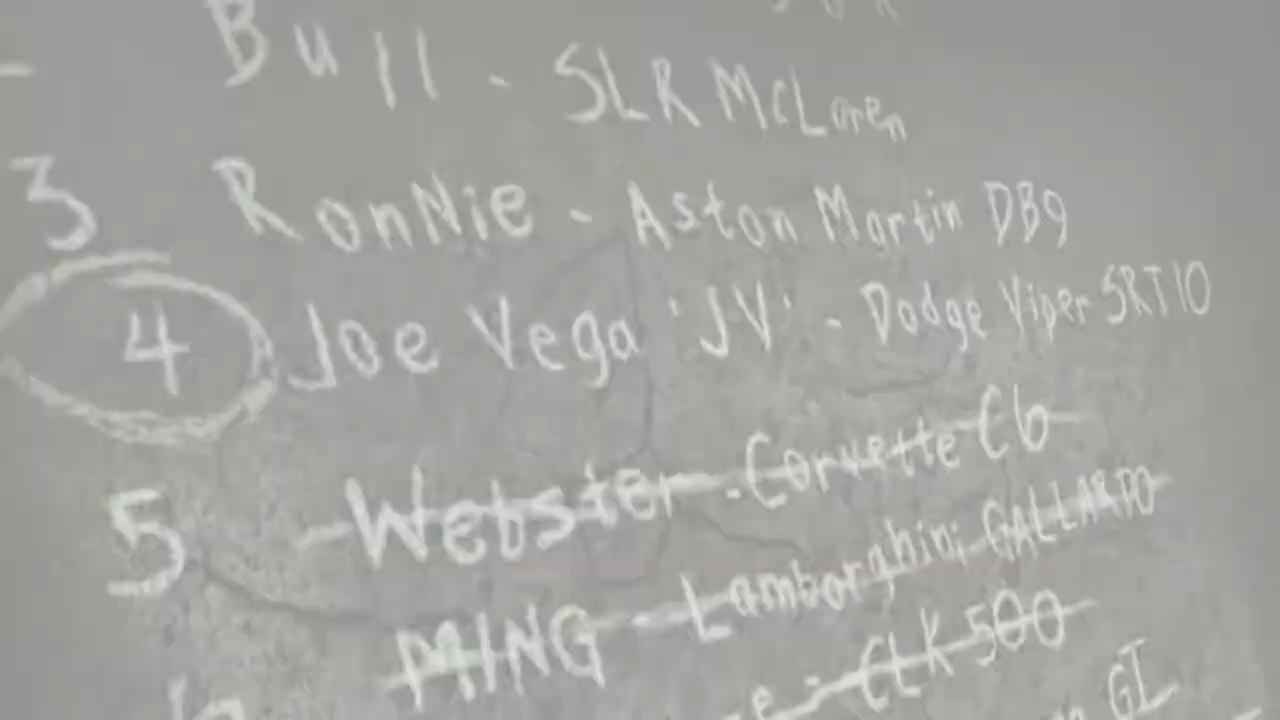 Bull - SLR McLaren
3 RonNie - Aston Martin DB9
4 Joe Vega 'JV' - Dodge Viper SRT10
5 Webster - Corvette C6
MING - Lamborghini GALLARDO
CLK 500